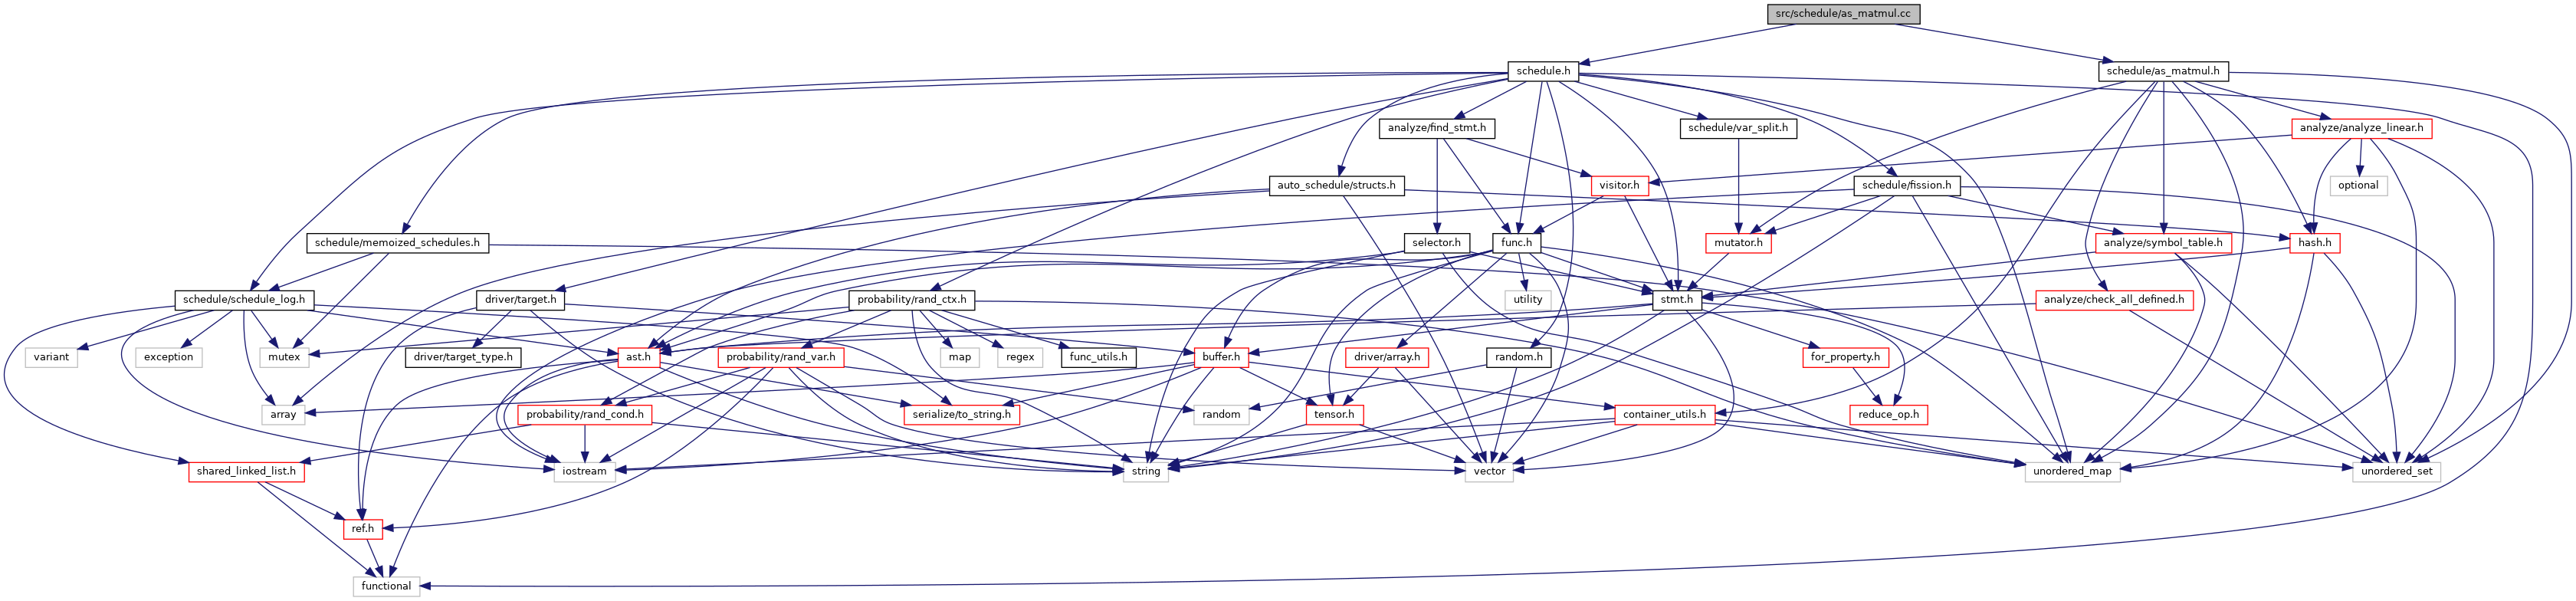 src/schedule/as_matmul.cc
schedule.h
schedule/as_matmul.h
analyze/find_stmt.h
schedule/var_split.h
analyze/analyze_linear.h
auto_schedule/structs.h
visitor.h
schedule/fission.h
optional
schedule/memoized_schedules.h
selector.h
func.h
mutator.h
analyze/symbol_table.h
hash.h
schedule/schedule_log.h
driver/target.h
probability/rand_ctx.h
utility
stmt.h
analyze/check_all_defined.h
variant
exception
mutex
driver/target_type.h
ast.h
probability/rand_var.h
map
regex
func_utils.h
buffer.h
driver/array.h
random.h
for_property.h
array
probability/rand_cond.h
serialize/to_string.h
random
tensor.h
container_utils.h
reduce_op.h
shared_linked_list.h
iostream
string
vector
unordered_map
unordered_set
ref.h
functional